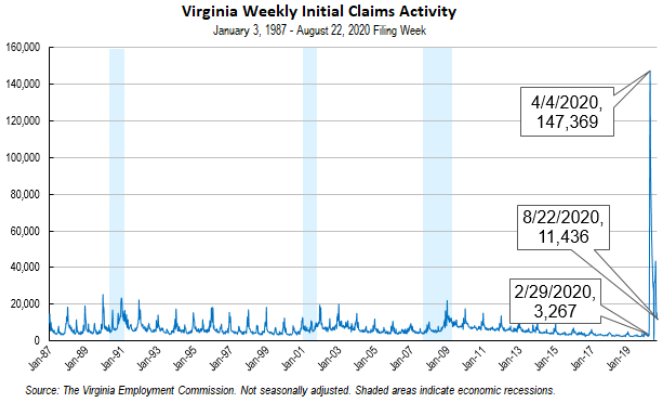 Virginia Weekly Initial Claims Activity
January 3, 1987 - August 22, 2020 Filing Week
160,000
140,000
120,000
100,000
80,000
60,000
40,000
20,000
0
4/4/2020,
147,369
8/22/2020,
11,436
2/29/2020,
3,267
Jan-87
Jan-89
Jan-91
Jan-93
Jan-95
Jan-97
Jan-99
Jan-01
Jan-03
Jan-05
Jan-07
Jan-09
Jan-11
Jan-13
Jan-15
Jan-17
Jan-19
Source: The Virginia Employment Commission. Not seasonally adjusted. Shaded areas indicate economic recessions.